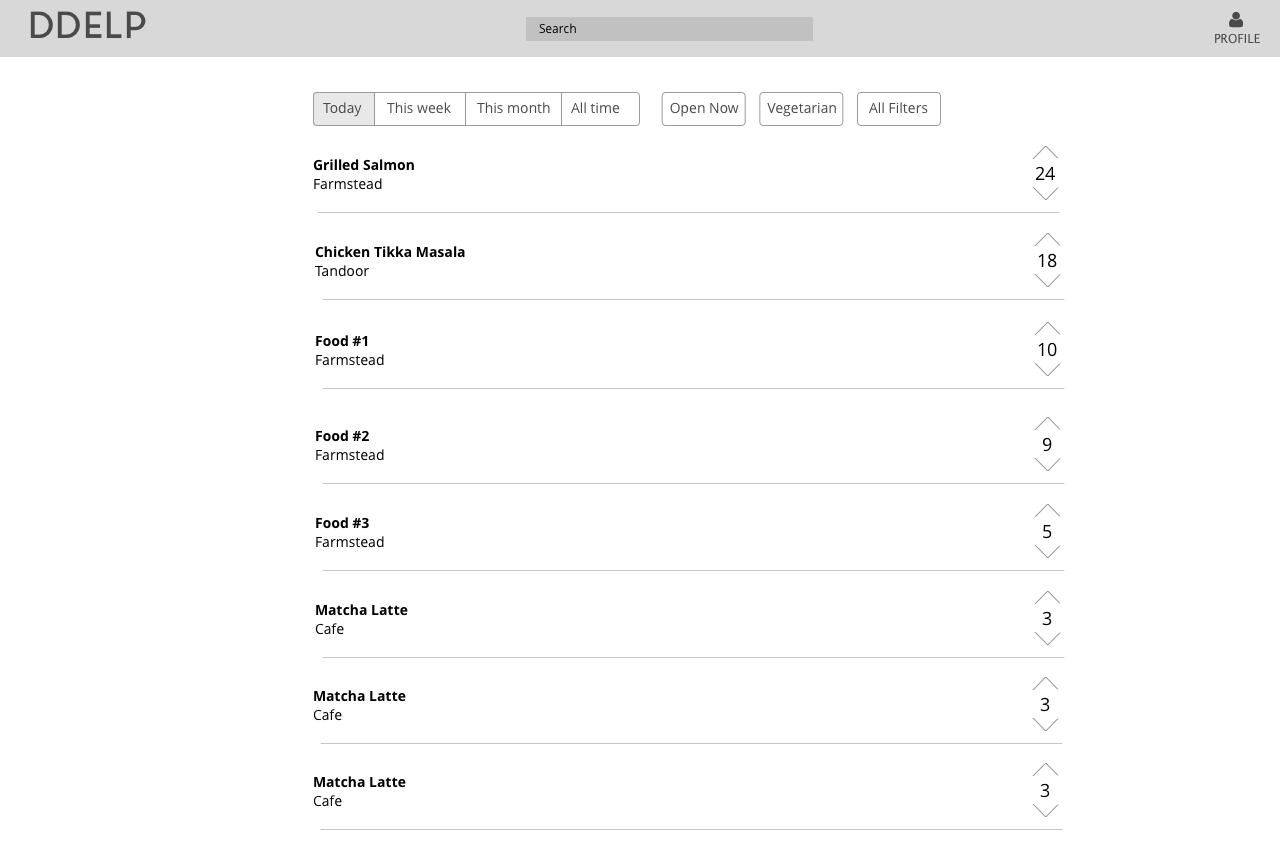 DDELP
Search
PROFILE
Today This week This month All time Open Now Vegetarian All Filters
Grilled Salmon
Farmstead
24
Chicken Tikka Masala
Tandoor
18
Food #1
Farmstead
10
Food #2
Farmstead
9
Food #3
Farmstead
5
Matcha Latte
Cafe
3
Matcha Latte
Cafe
3
Matcha Latte
Cafe
3